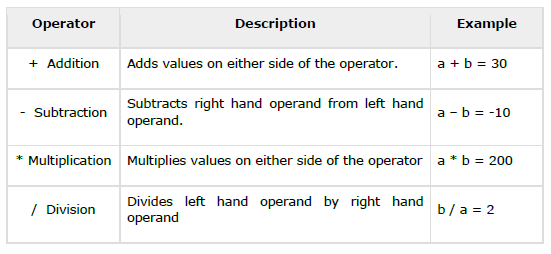 Operator Description Example
+ Addition Adds values on either side of the operator. a + b = 30
- Subtraction Subtracts right hand operand from left hand operand. a – b = -10
* Multiplication Multiplies values on either side of the operator a * b = 200
/ Division Divides left hand operand by right hand operand b / a = 2